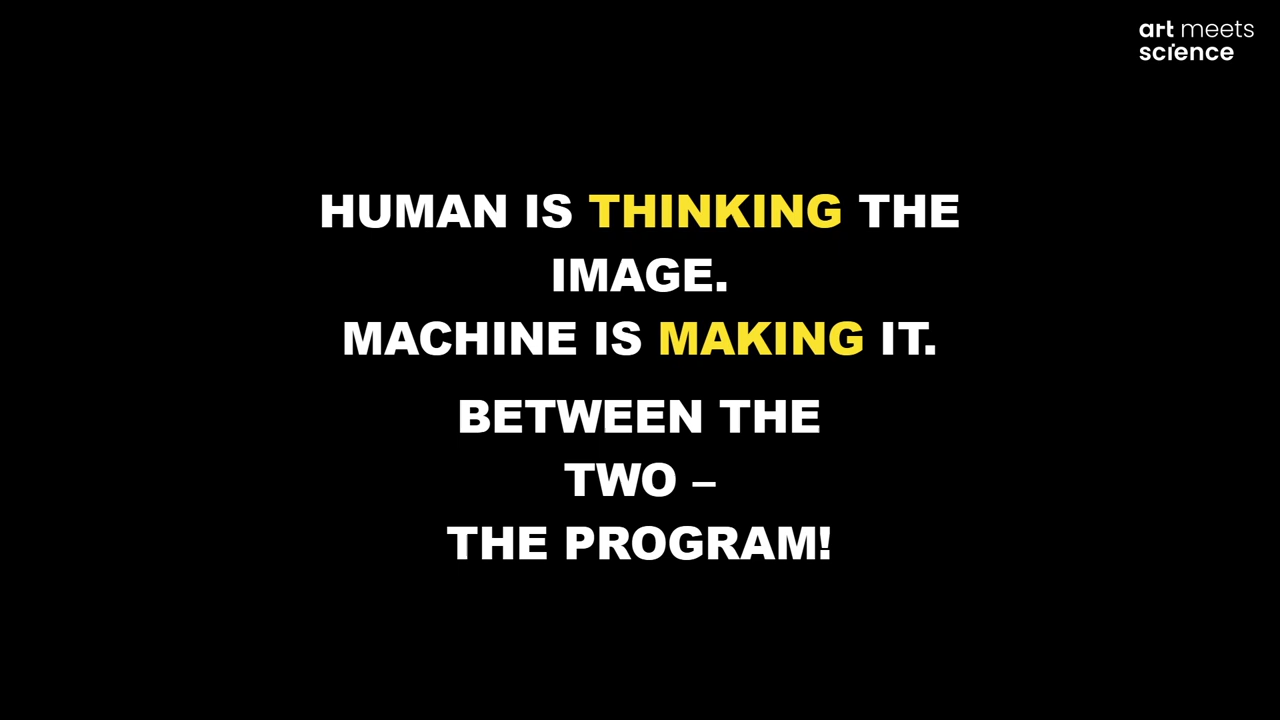 art meets
science
HUMAN IS THINKING THE
IMAGE.
MACHINE IS MAKING IT.
BETWEEN THE
TWO –
THE PROGRAM!